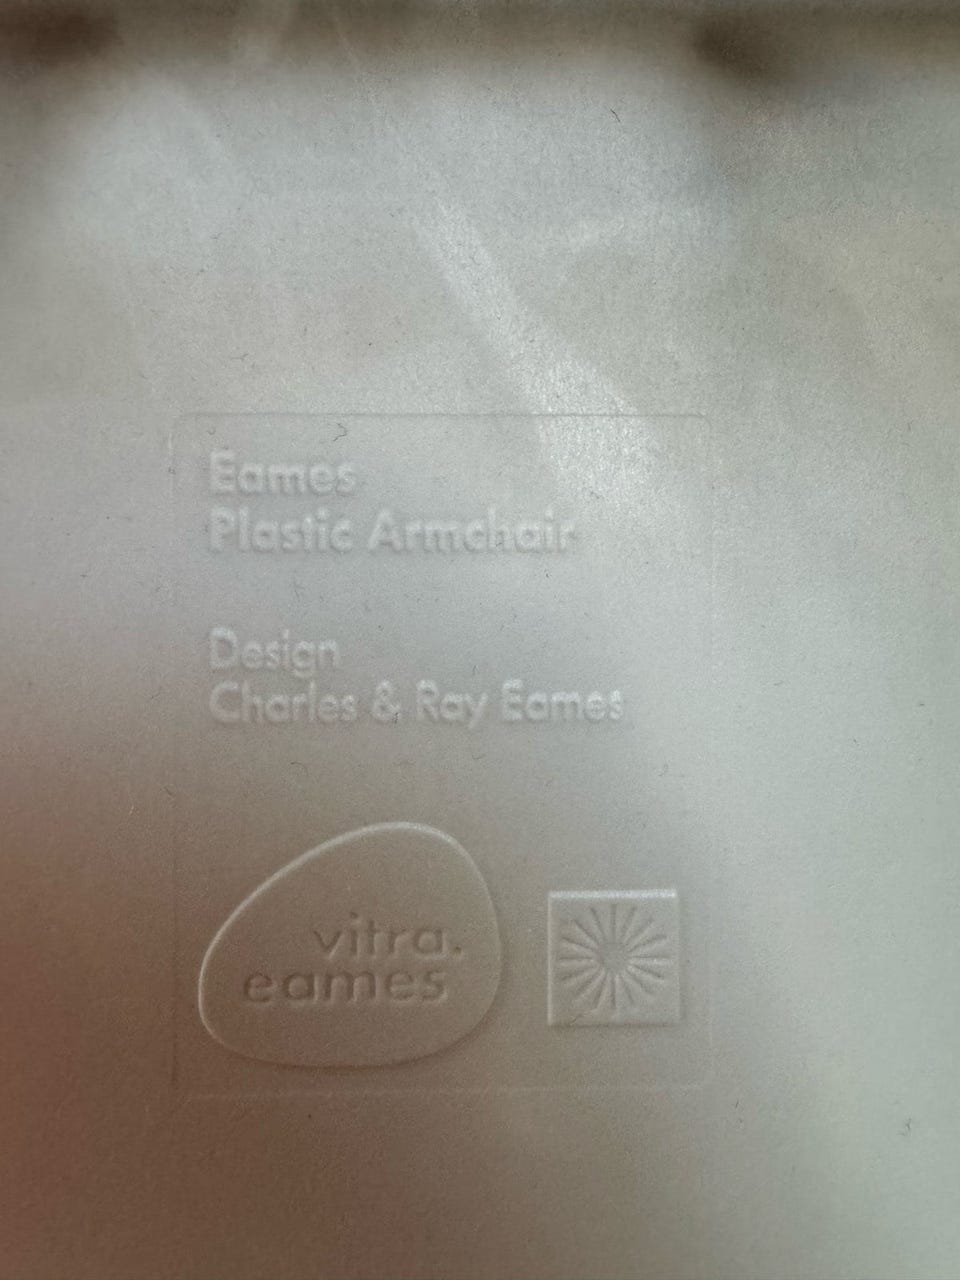 Eames
Plastic Armchair
Design
Charles & Ray Eames
vitra.
eames